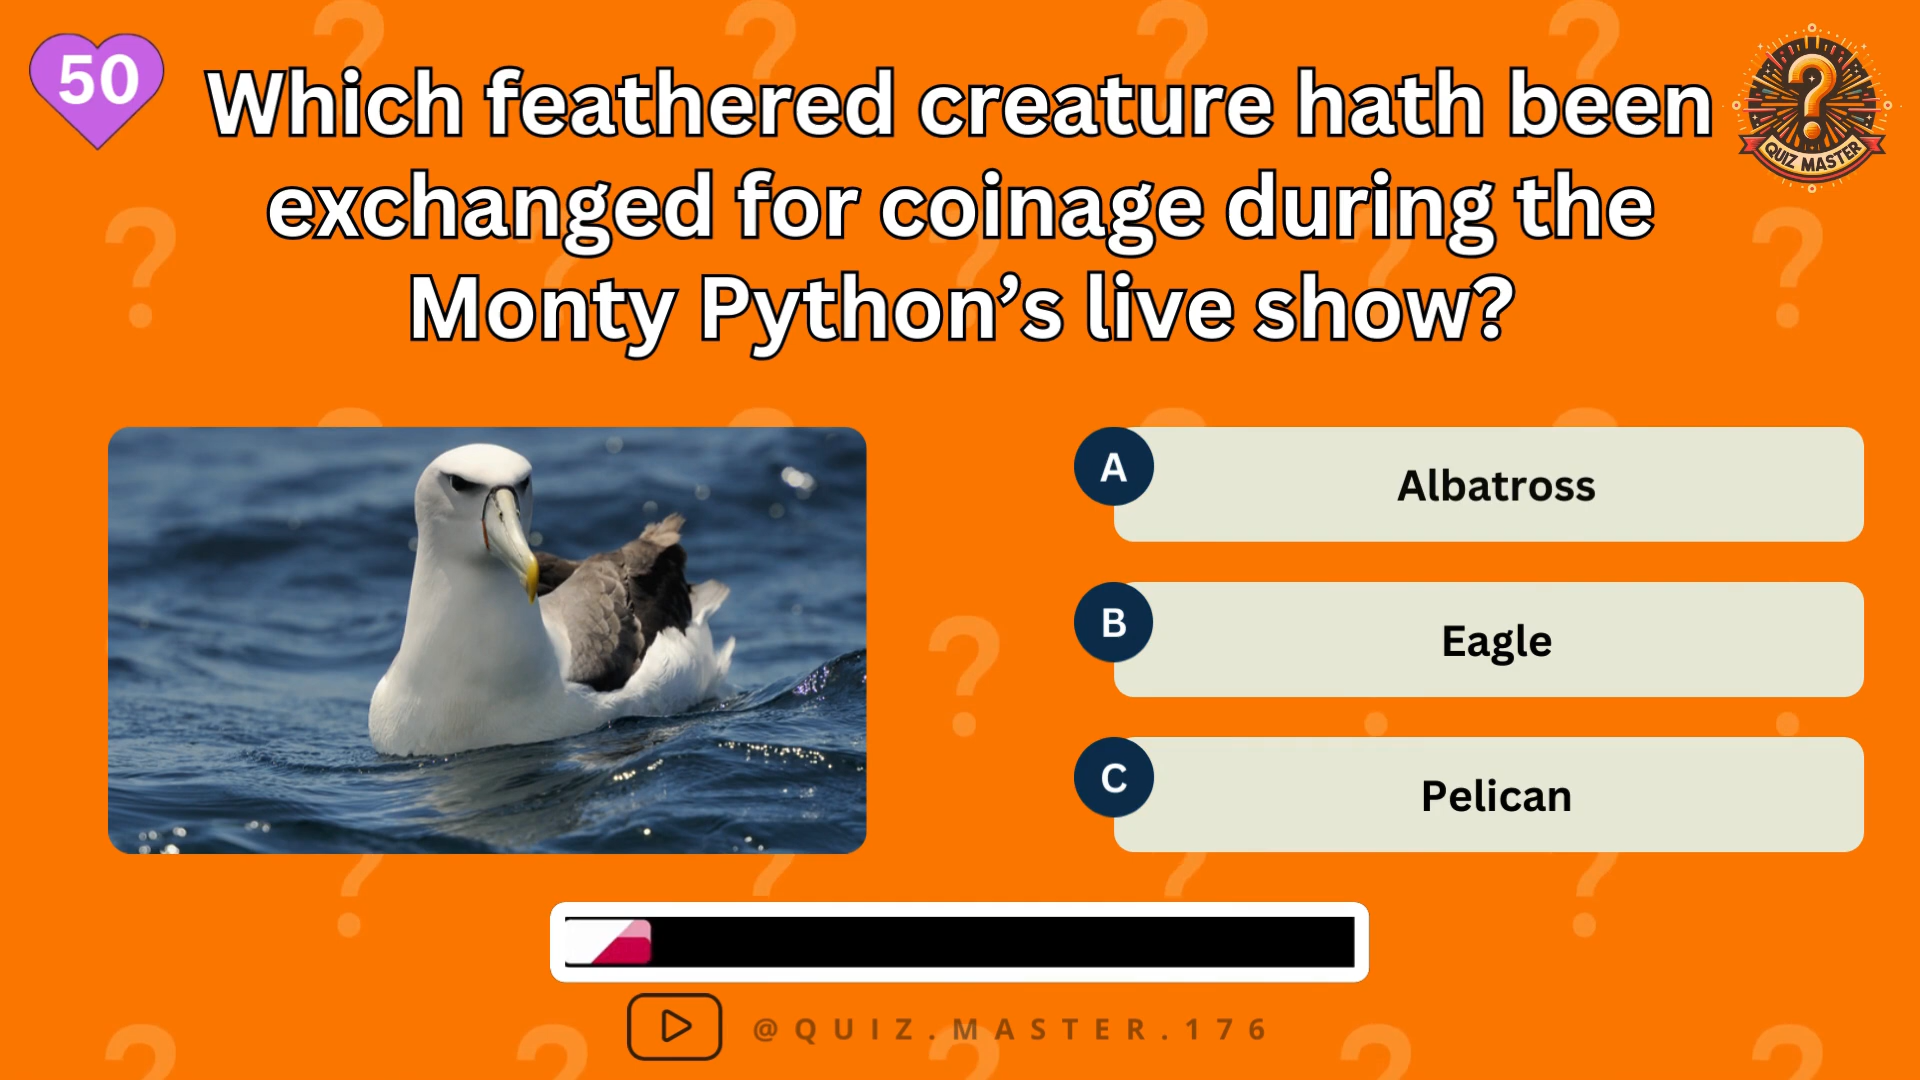 50
Which feathered creature hath been
exchanged for coinage during the
Monty Python’s live show?
QUIZ MASTER
A
Albatross
B
Eagle
C
Pelican
@QUIZ.MASTER.176